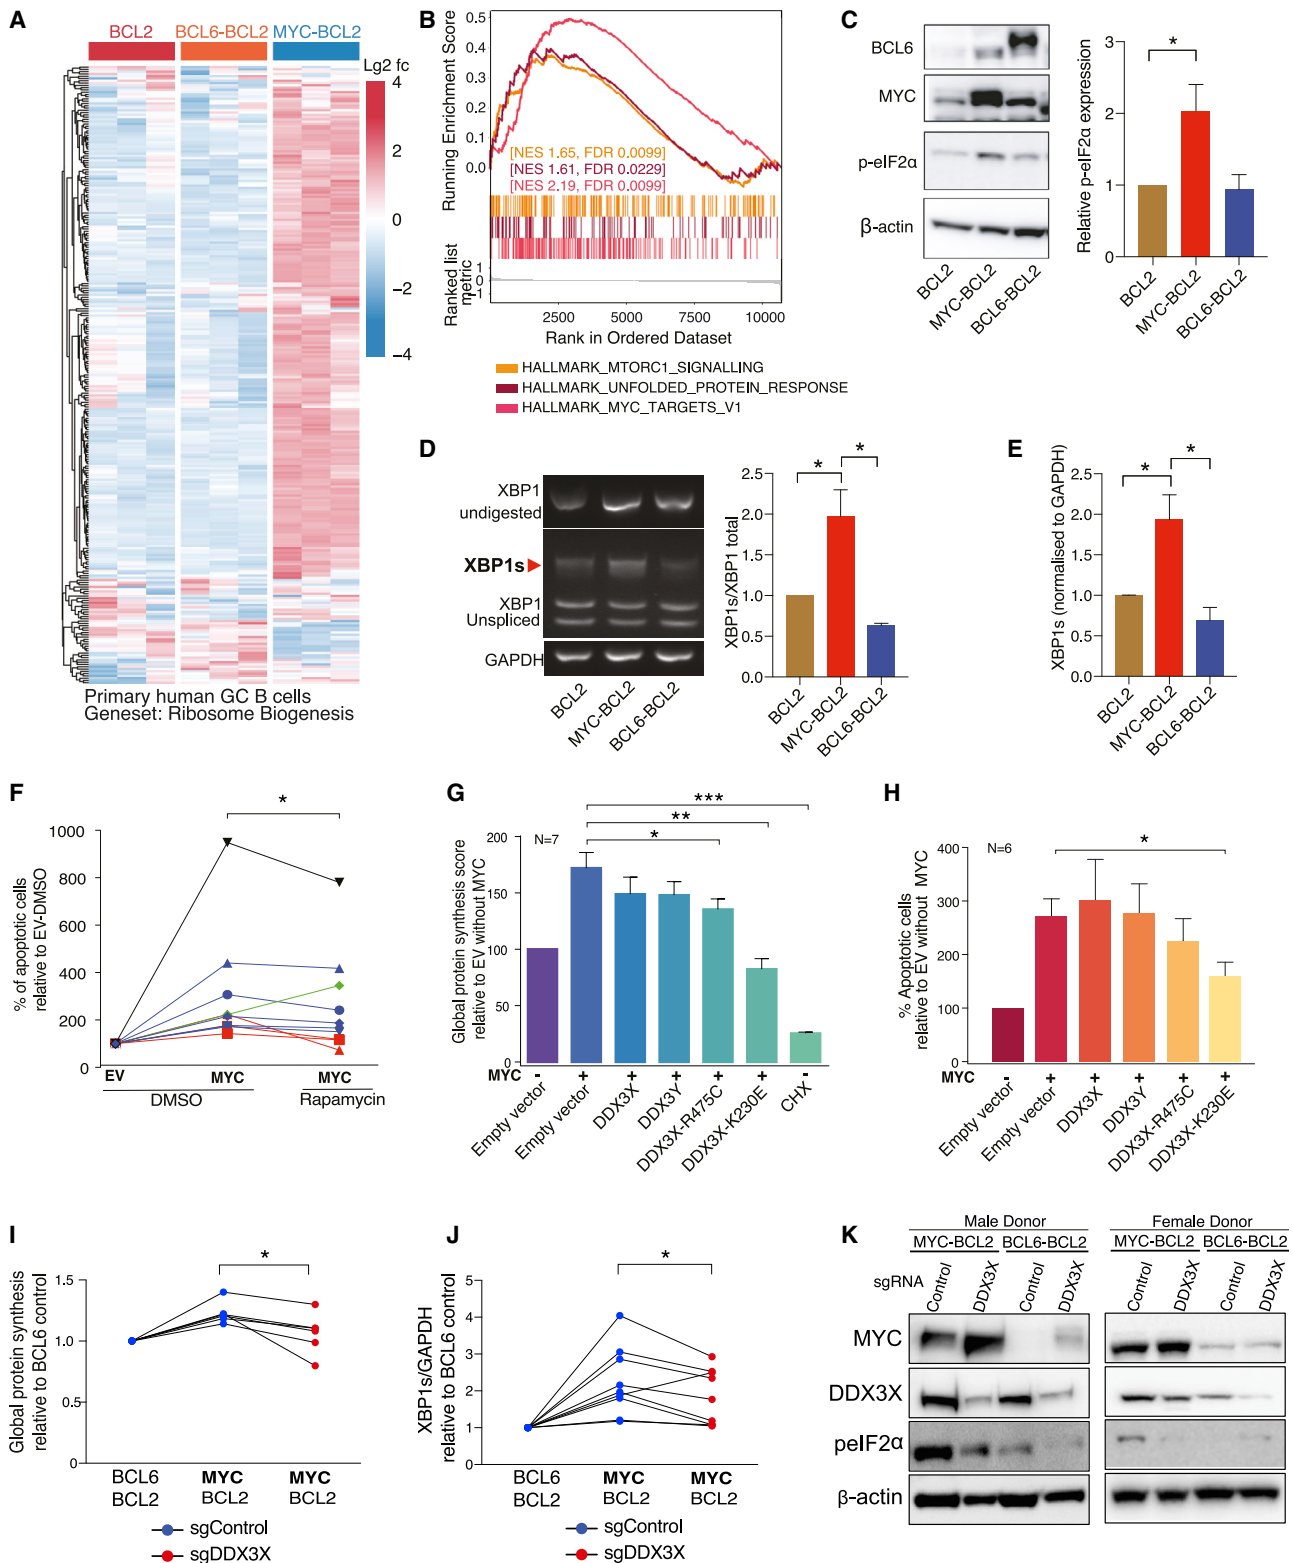 A
BCL2
BCL6-BCL2
MYC-BCL2
Lg2 fc
4
2
0
−2
−4
Primary human GC B cells
Geneset: Ribosome Biogenesis
B
Running Enrichment Score
0.5
0.4
0.3
0.2
0.1
0.0
[NES 1.65, FDR 0.0099]
[NES 1.61, FDR 0.0229]
[NES 2.19, FDR 0.0099]
Ranked list
metric
1
0
−1
2500
5000
7500
10000
Rank in Ordered Dataset
HALLMARK_MTORC1_SIGNALLING
HALLMARK_UNFOLDED_PROTEIN_RESPONSE
HALLMARK_MYC_TARGETS_V1
C
BCL6
MYC
p-eIF2α
β-actin
BCL2
MYC-BCL2
BCL6-BCL2
Relative p-eIF2α expression
3
2
1
0
*
BCL2
MYC-BCL2
BCL6-BCL2
D
XBP1
undigested
XBP1s
XBP1
Unspliced
GAPDH
BCL2
MYC-BCL2
BCL6-BCL2
XBP1s/XBP1 total
2.5
2.0
1.5
1.0
0.5
0.0
*
*
BCL2
MYC-BCL2
BCL6-BCL2
E
XBP1s (normalised to GAPDH)
2.5
2.0
1.5
1.0
0.5
0.0
*
*
BCL2
MYC-BCL2
BCL6-BCL2
F
% of apoptotic cells
relative to EV-DMSO
1000
800
600
400
200
0
*
EV
MYC
MYC
DMSO
Rapamycin
G
Global protein synthesis score
relative to EV without MYC
200
150
100
50
0
N=7
***
**
*
MYC - + + + + + -
Empty vector
Empty vector
DDX3X
DDX3Y
DDX3X-R475C
DDX3X-K230E
CHX
H
% Apoptotic cells
relative to EV without MYC
400
300
200
100
0
N=6
*
MYC - + + + + +
Empty vector
Empty vector
DDX3X
DDX3Y
DDX3X-R475C
DDX3X-K230E
I
Global protein synthesis
relative to BCL6 control
1.5
1.0
0.5
0
*
BCL6
BCL2
MYC
BCL2
MYC
BCL2
sgControl
sgDDX3X
J
XBP1s/GAPDH
relative to BCL6 control
5
4
3
2
1
0
*
BCL6
BCL2
MYC
BCL2
MYC
BCL2
sgControl
sgDDX3X
K
Male Donor
Female Donor
MYC-BCL2 BCL6-BCL2
MYC-BCL2 BCL6-BCL2
sgRNA
Control
DDX3X
Control
DDX3X
Control
DDX3X
Control
DDX3X
MYC
DDX3X
peIF2α
β-actin